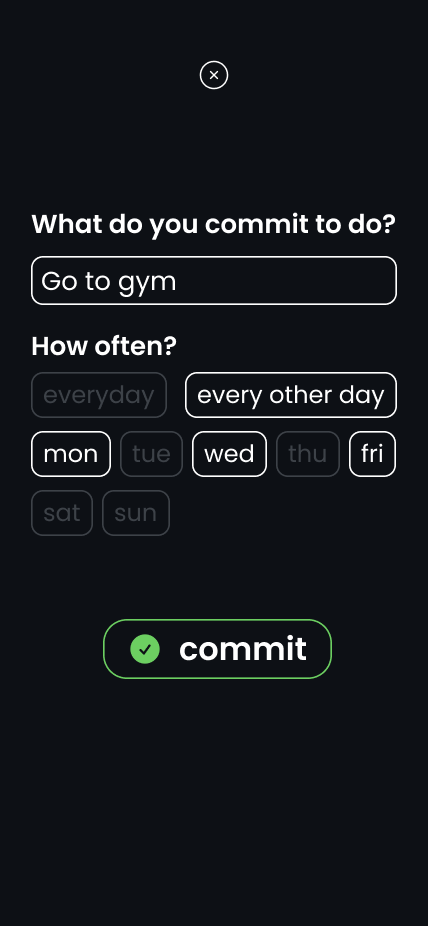 What do you commit to do?
Go to gym
How often?
everyday every other day
mon tue wed thu fri
sat sun
commit